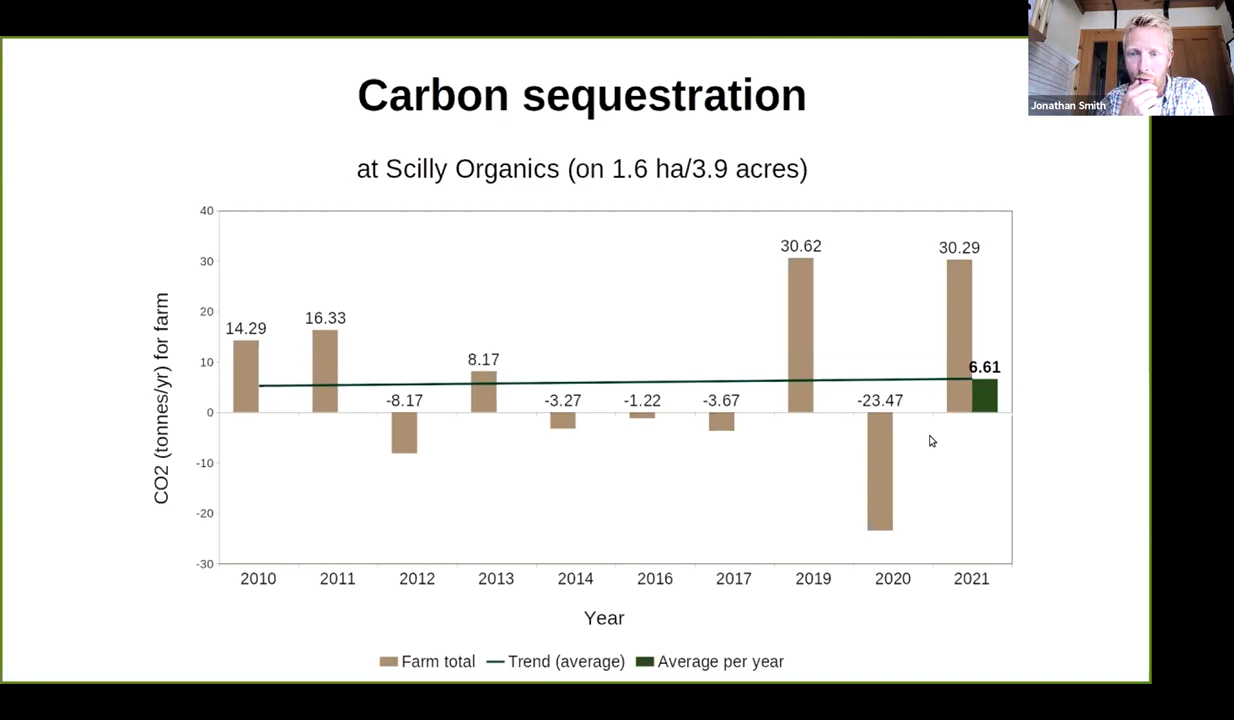 Carbon sequestration
Jonathan Smith
at Scilly Organics (on 1.6 ha/3.9 acres)
CO2 (tonnes/yr) for farm
40
30
20
10
0
-10
-20
-30
14.29
16.33
-8.17
8.17
-3.27
-1.22
-3.67
30.62
-23.47
30.29
6.61
2010 2011 2012 2013 2014 2016 2017 2019 2020 2021
Year
Farm total Trend (average) Average per year